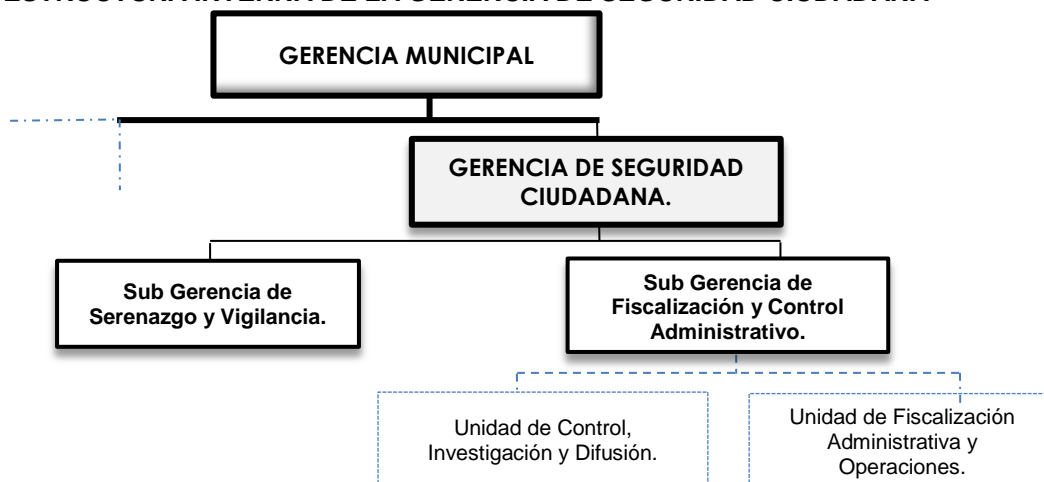 GERENCIA MUNICIPAL
GERENCIA DE SEGURIDAD
CIUDADANA.
Sub Gerencia de
Serenazgo y Vigilancia.
Sub Gerencia de
Fiscalización y Control
Administrativo.
Unidad de Control,
Investigación y Difusión.
Unidad de Fiscalización
Administrativa y
Operaciones.